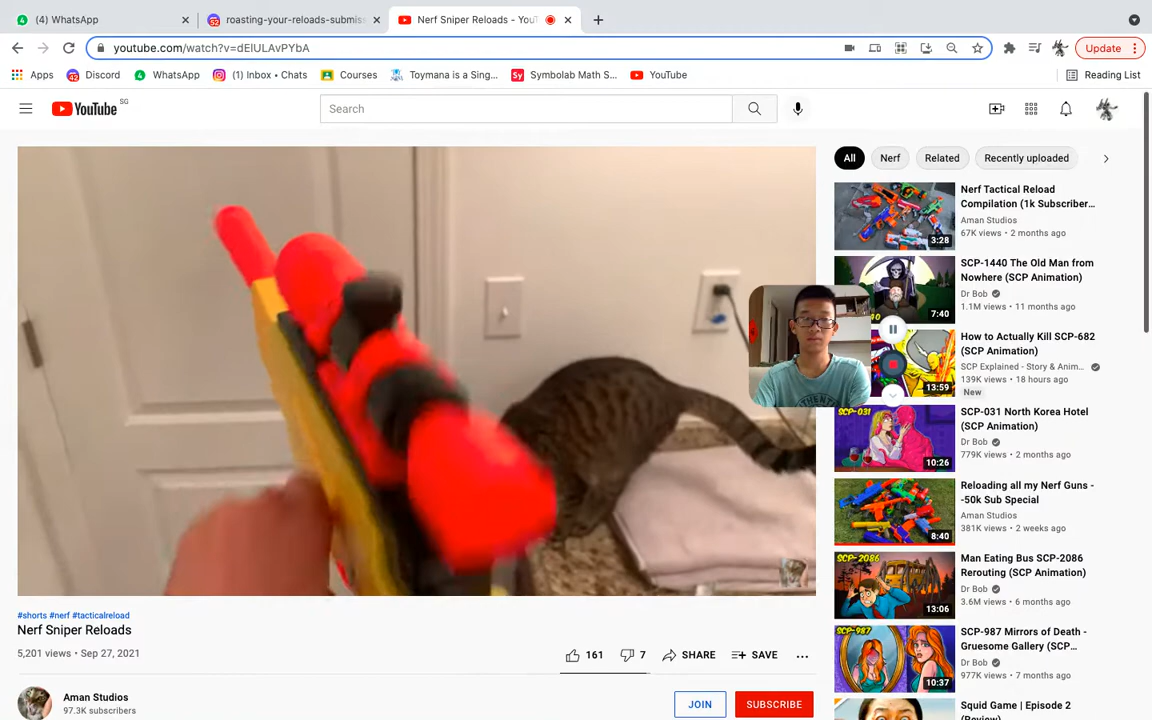 (4) WhatsApp
roasting-your-reloads-submiss
Nerf Sniper Reloads - YouT
youtube.com/watch?v=dEIULAvPYbA
Update
Apps
Discord
WhatsApp
(1) Inbox • Chats
Courses
Toymana is a Sing...
Symbolab Math S...
YouTube
Reading List
YouTube SG
Search
All
Nerf
Related
Recently uploaded
Nerf Tactical Reload
Compilation (1k Subscriber...
Aman Studios
67K views • 2 months ago
3:28
SCP-1440 The Old Man from
Nowhere (SCP Animation)
Dr Bob
1.1M views • 11 months ago
7:40
How to Actually Kill SCP-682
(SCP Animation)
SCP Explained - Story & Anim...
139K views • 18 hours ago
New
13:59
SCP-031
SCP-031 North Korea Hotel
(SCP Animation)
Dr Bob
779K views • 2 months ago
10:26
Reloading all my Nerf Guns -
-50k Sub Special
Aman Studios
381K views • 2 weeks ago
8:40
SCP-2086
Man Eating Bus SCP-2086
Rerouting (SCP Animation)
Dr Bob
3.6M views • 6 months ago
13:06
SCP-987
SCP-987 Mirrors of Death -
Gruesome Gallery (SCP...
Dr Bob
977K views • 7 months ago
10:37
Squid Game | Episode 2
(Review)
#shorts #nerf #tacticalreload
Nerf Sniper Reloads
5,201 views • Sep 27, 2021
161
7
SHARE
SAVE
Aman Studios
97.3K subscribers
JOIN
SUBSCRIBE